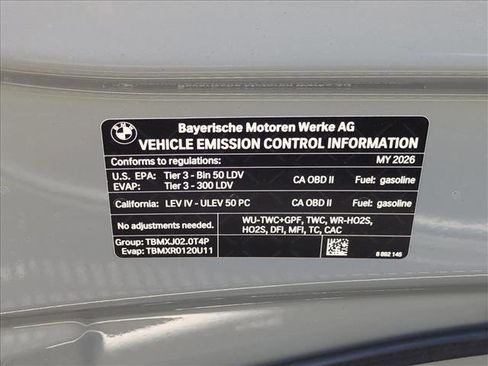 BMW
Bayerische Motoren Werke AG
VEHICLE EMISSION CONTROL INFORMATION
Conforms to regulations: MY 2026
U.S. EPA: Tier 3 - Bin 50 LDV CA OBD II Fuel: gasoline
EVAP: Tier 3 - 300 LDV
California: LEV IV - ULEV 50 PC CA OBD II Fuel: gasoline
No adjustments needed.
WU-TWC+GPF, TWC, WR-HO2S,
HO2S, DFI, MFI, TC, CAC
Group: TBMXJ02.0T4P
Evap: TBMXR0120U11
8 892 145